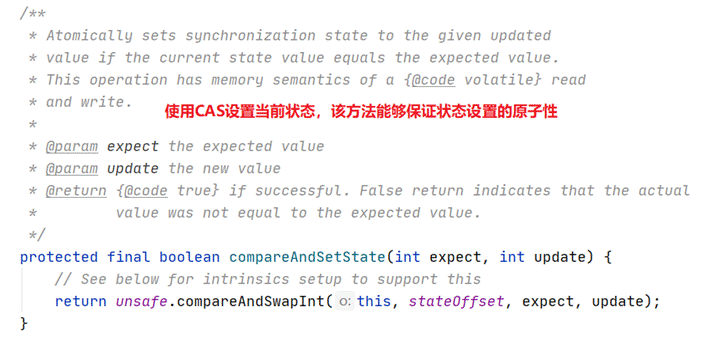 /**
 * Atomically sets synchronization state to the given updated
 * value if the current state value equals the expected value.
 * This operation has memory semantics of a {@code volatile} read
 * and write.
使用CAS设置当前状态，该方法能够保证状态设置的原子性
 *
 * @param expect the expected value
 * @param update the new value
 * @return {@code true} if successful. False return indicates that the actual
 *         value was not equal to the expected value.
 */
protected final boolean compareAndSetState(int expect, int update) {
    // See below for intrinsics setup to support this
    return unsafe.compareAndSwapInt( o: this, stateOffset, expect, update);
}